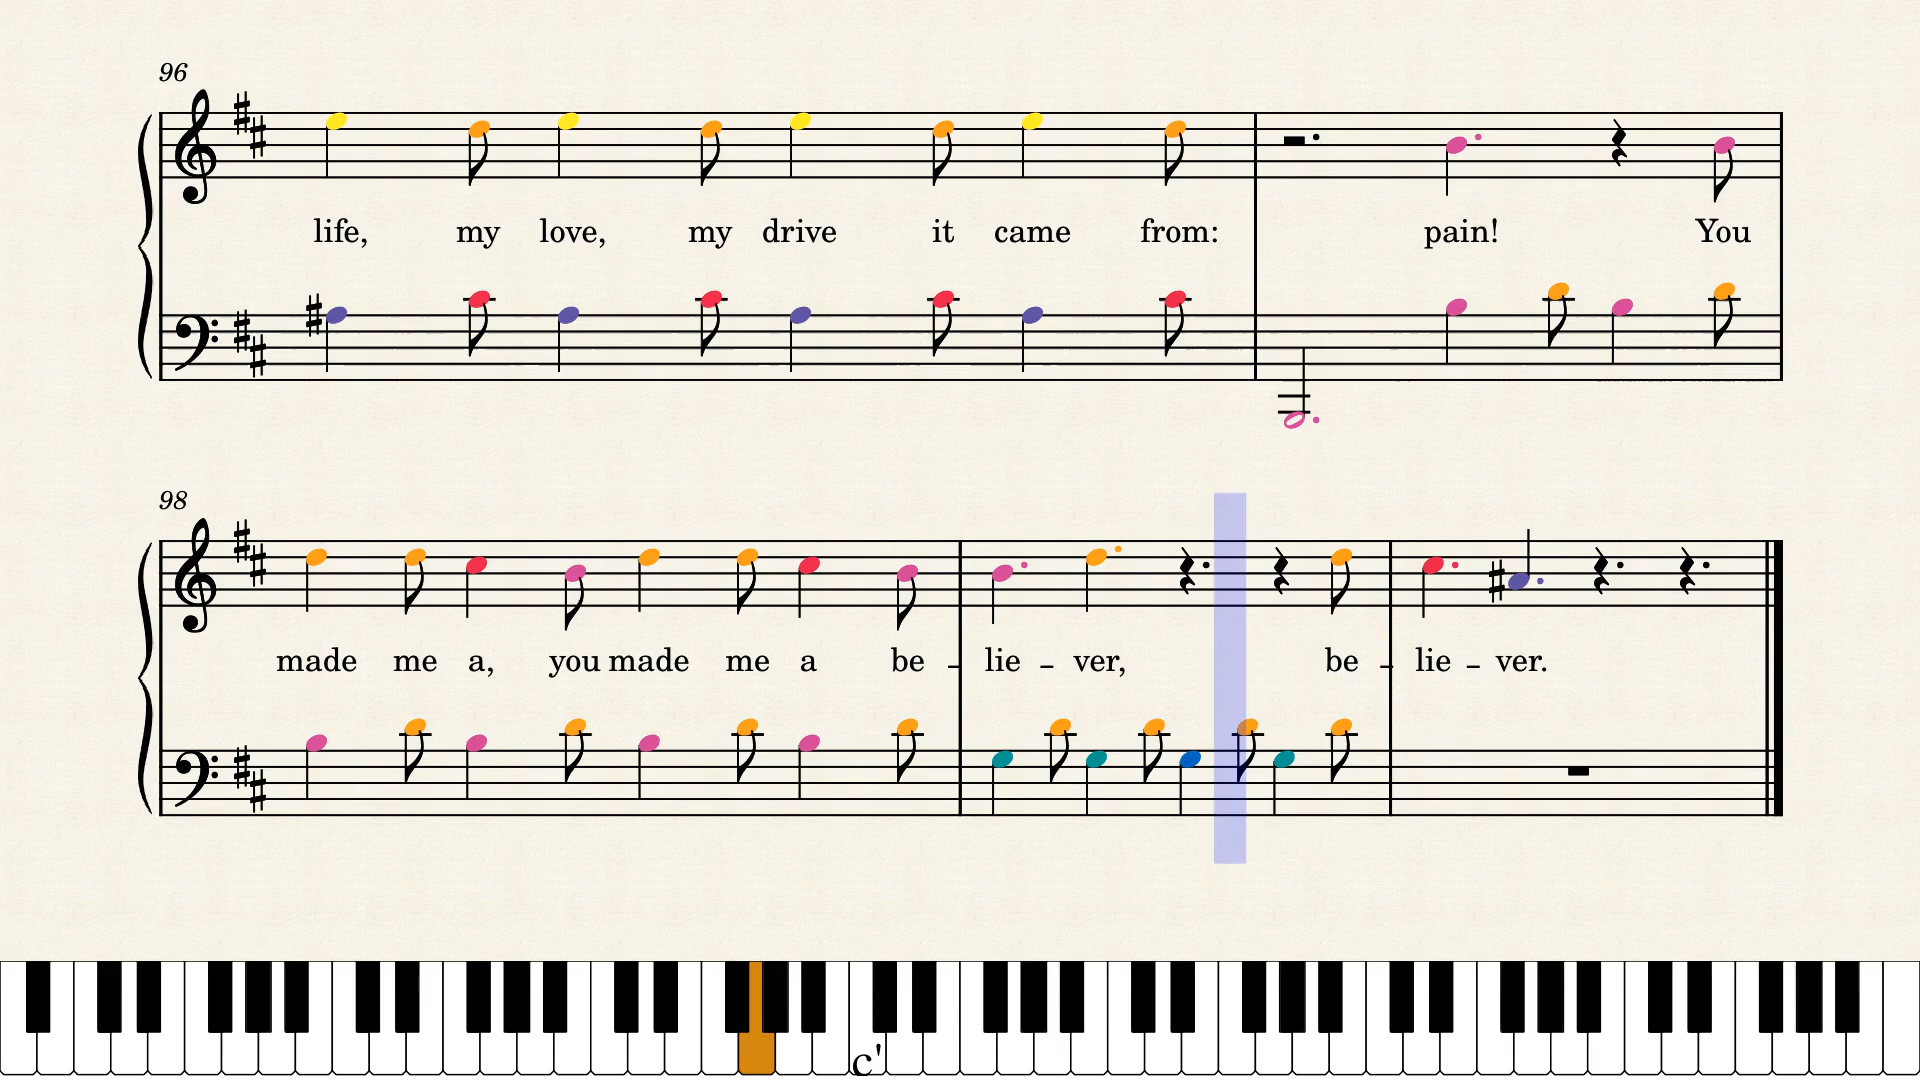 96
life, my love, my drive it came from: pain! You
98
made me a, you made me a be - lie - ver, be - lie - ver.
c'